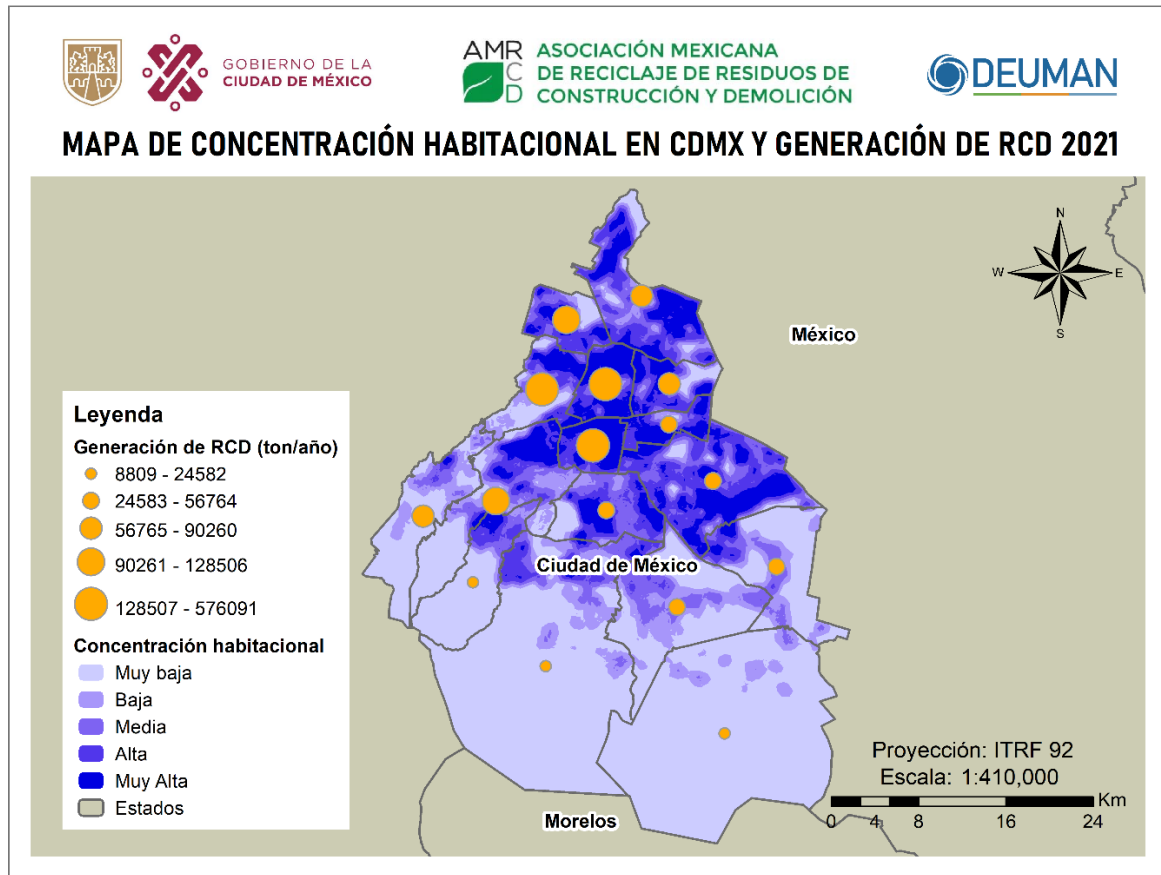 GOBIERNO DE LA
CIUDAD DE MÉXICO
AMR
C
D
ASOCIACIÓN MEXICANA
DE RECICLAJE DE RESIDUOS DE
CONSTRUCCIÓN Y DEMOLICIÓN
DEUMAN
MAPA DE CONCENTRACIÓN HABITACIONAL EN CDMX Y GENERACIÓN DE RCD 2021
N
W
E
S
México
Ciudad de México
Morelos
Leyenda
Generación de RCD (ton/año)
8809 - 24582
24583 - 56764
56765 - 90260
90261 - 128506
128507 - 576091
Concentración habitacional
Muy baja
Baja
Media
Alta
Muy Alta
Estados
Proyección: ITRF 92
Escala: 1:410,000
Km
0 4 8 16 24